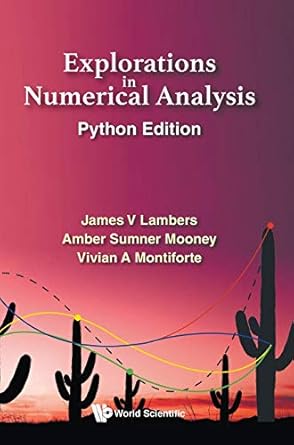 Explorations
in
Numerical Analysis
Python Edition
James V Lambers
Amber Sumner Mooney
Vivian A Montiforte
World Scientific